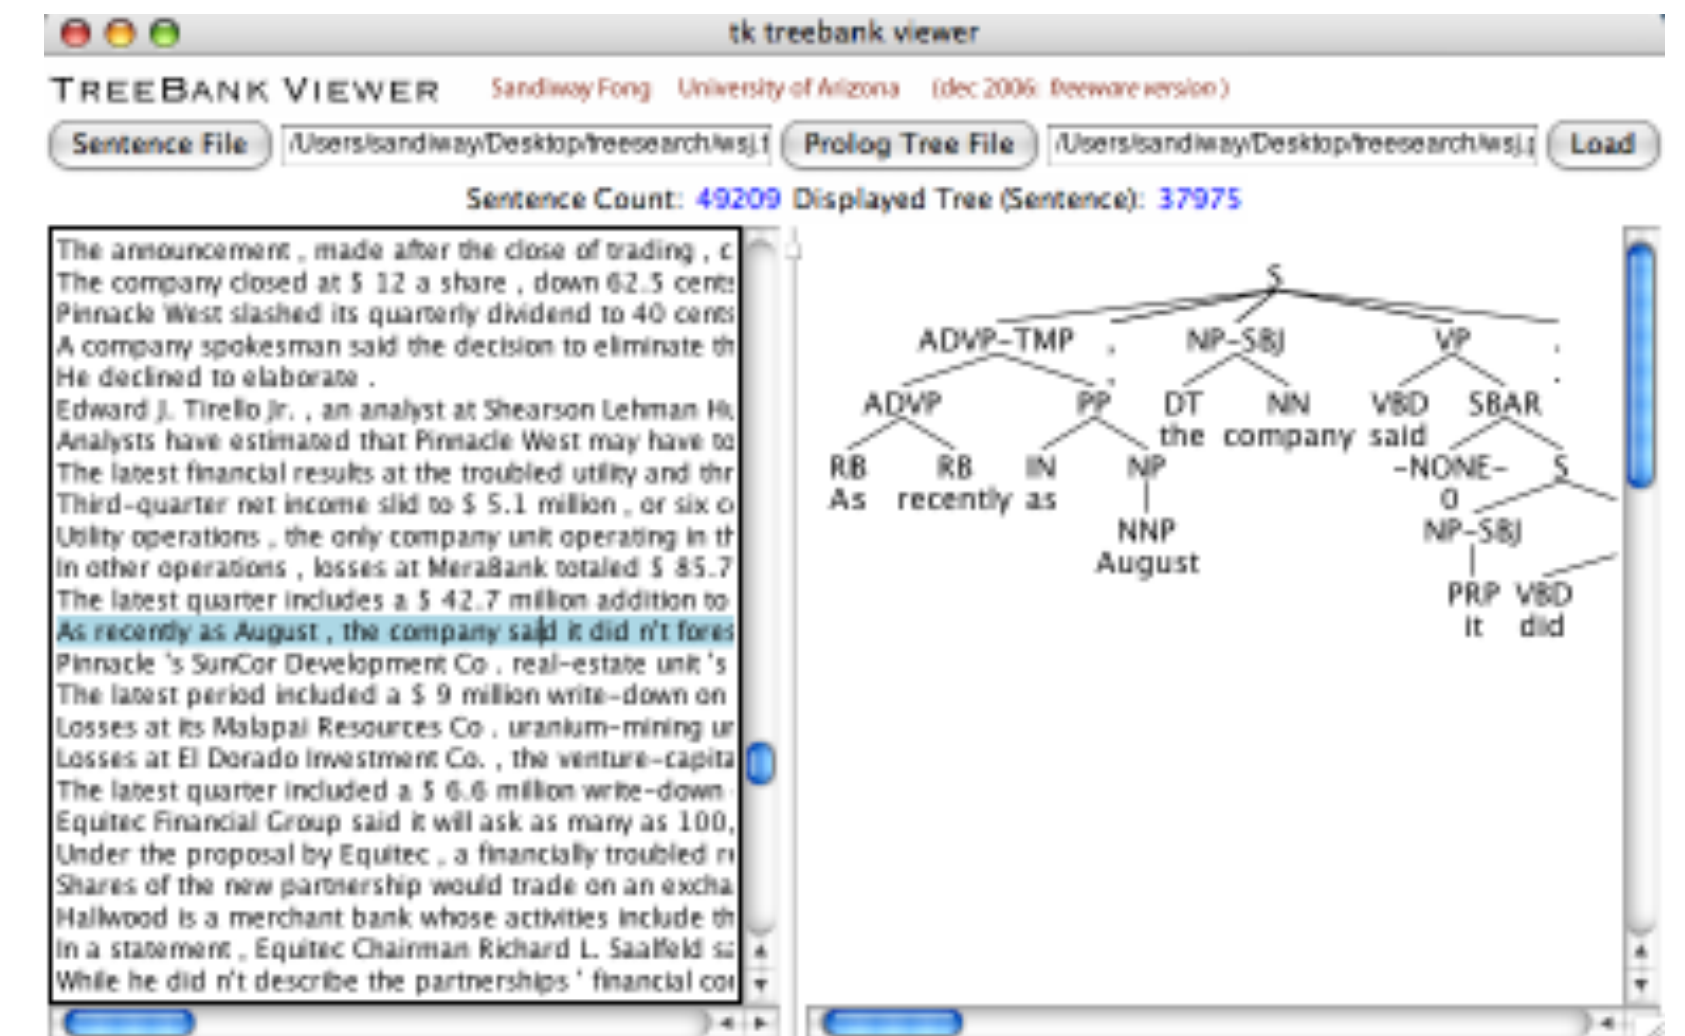 tk treebank viewer
TREEBANK VIEWER Sandiway Fong University of Arizona (dec 2006: freeware version)
Sentence File /Users/sandiway/Desktop/treesearch/wsj.t Prolog Tree File /Users/sandiway/Desktop/treesearch/wsj.p Load
Sentence Count: 49209 Displayed Tree (Sentence): 37975
The announcement , made after the close of trading , c
The company closed at $ 12 a share , down 62.5 cents
Pinnacle West slashed its quarterly dividend to 40 cents
A company spokesman said the decision to eliminate th
He declined to elaborate .
Edward J. Tirello Jr. , an analyst at Shearson Lehman Hu
Analysts have estimated that Pinnacle West may have to
The latest financial results at the troubled utility and thr
Third-quarter net income slid to $ 5.1 million , or six c
Utility operations , the only company unit operating in th
In other operations , losses at MeraBank totaled $ 85.7
The latest quarter includes a $ 42.7 million addition to
As recently as August , the company said it did n't fores
Pinnacle 's SunCor Development Co . real-estate unit 's
The latest period included a $ 9 million write-down on
Losses at its Malapai Resources Co . uranium-mining un
Losses at El Dorado Investment Co. , the venture-capita
The latest quarter included a $ 6.6 million write-down
Equitec Financial Group said it will ask as many as 100,
Under the proposal by Equitec , a financially troubled r
Shares of the new partnership would trade on an excha
Hallwood is a merchant bank whose activities include th
In a statement , Equitec Chairman Richard L. Saalfeld sa
While he did n't describe the partnerships ' financial con
S
ADVP-TMP , NP-SBJ VP .
, .
ADVP PP DT NN VBD SBAR
the company said
RB RB IN NP -NONE- S
As recently as 0
NNP NP-SBJ
August
PRP VBD
it did